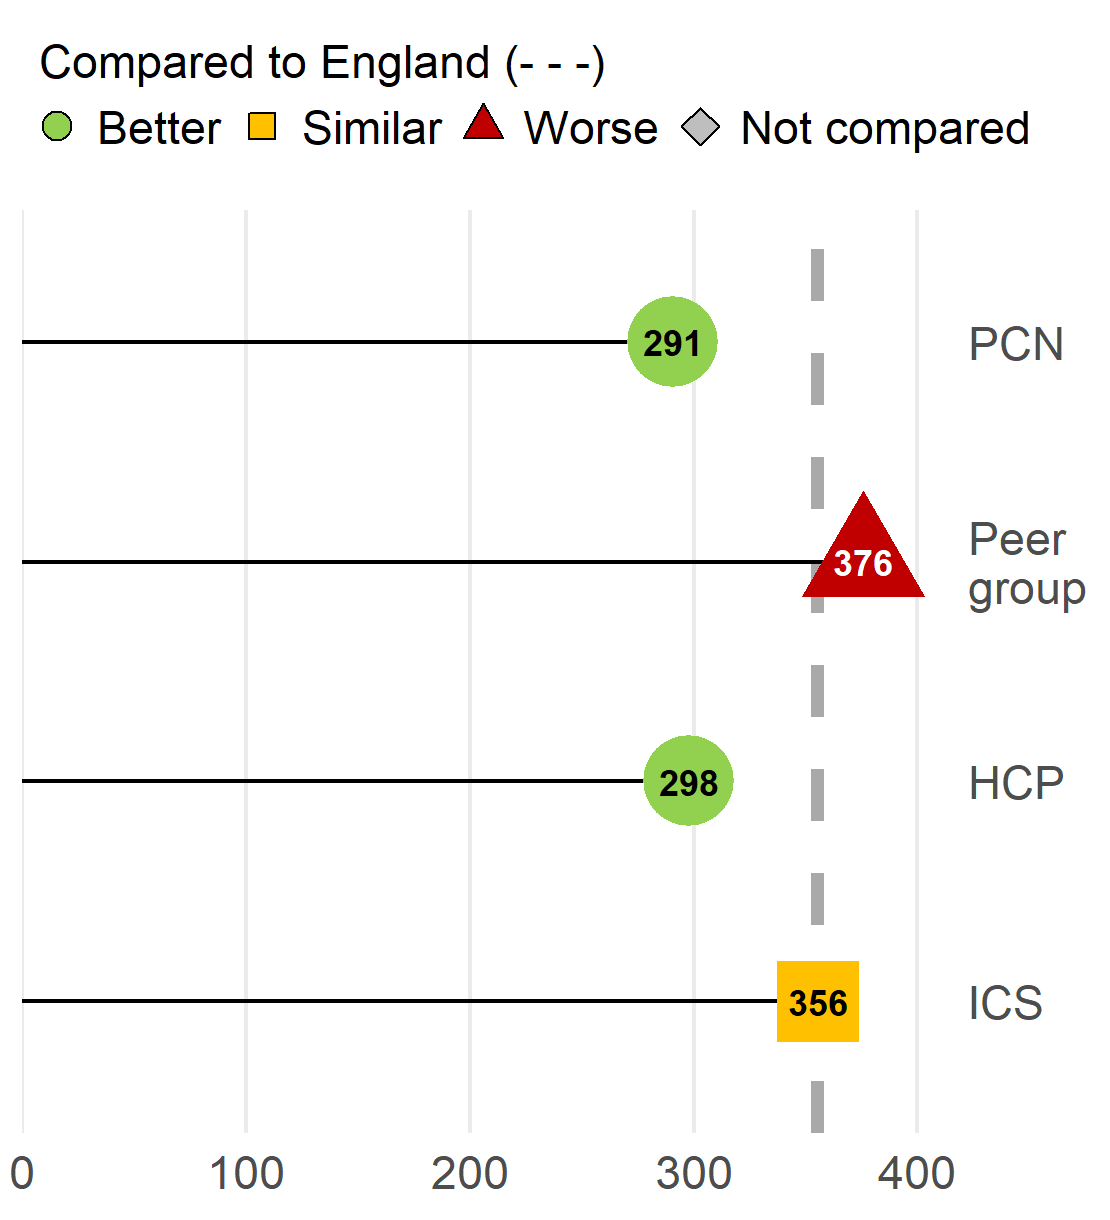 Compared to England (- - -)
Better Similar Worse Not compared
291 PCN
376 Peer
group
298 HCP
356 ICS
0 100 200 300 400